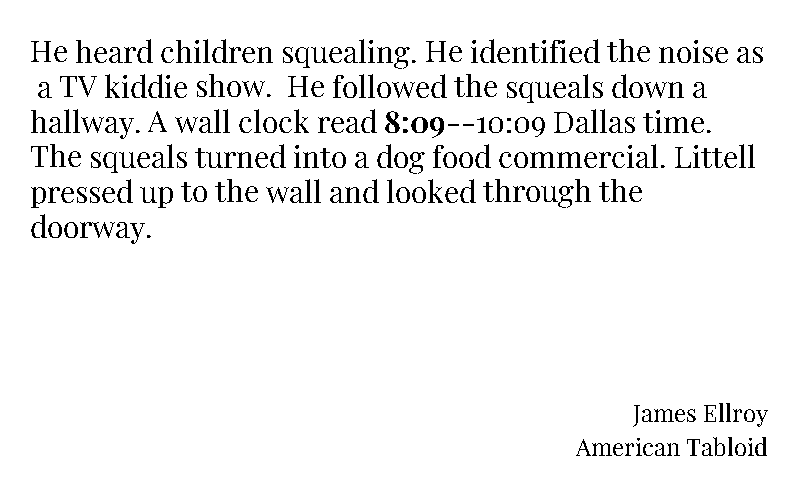 He heard children squealing. He identified the noise as
a TV kiddie show.  He followed the squeals down a
hallway. A wall clock read 8:09--10:09 Dallas time.
The squeals turned into a dog food commercial. Littell
pressed up to the wall and looked through the
doorway.
James Ellroy
American Tabloid